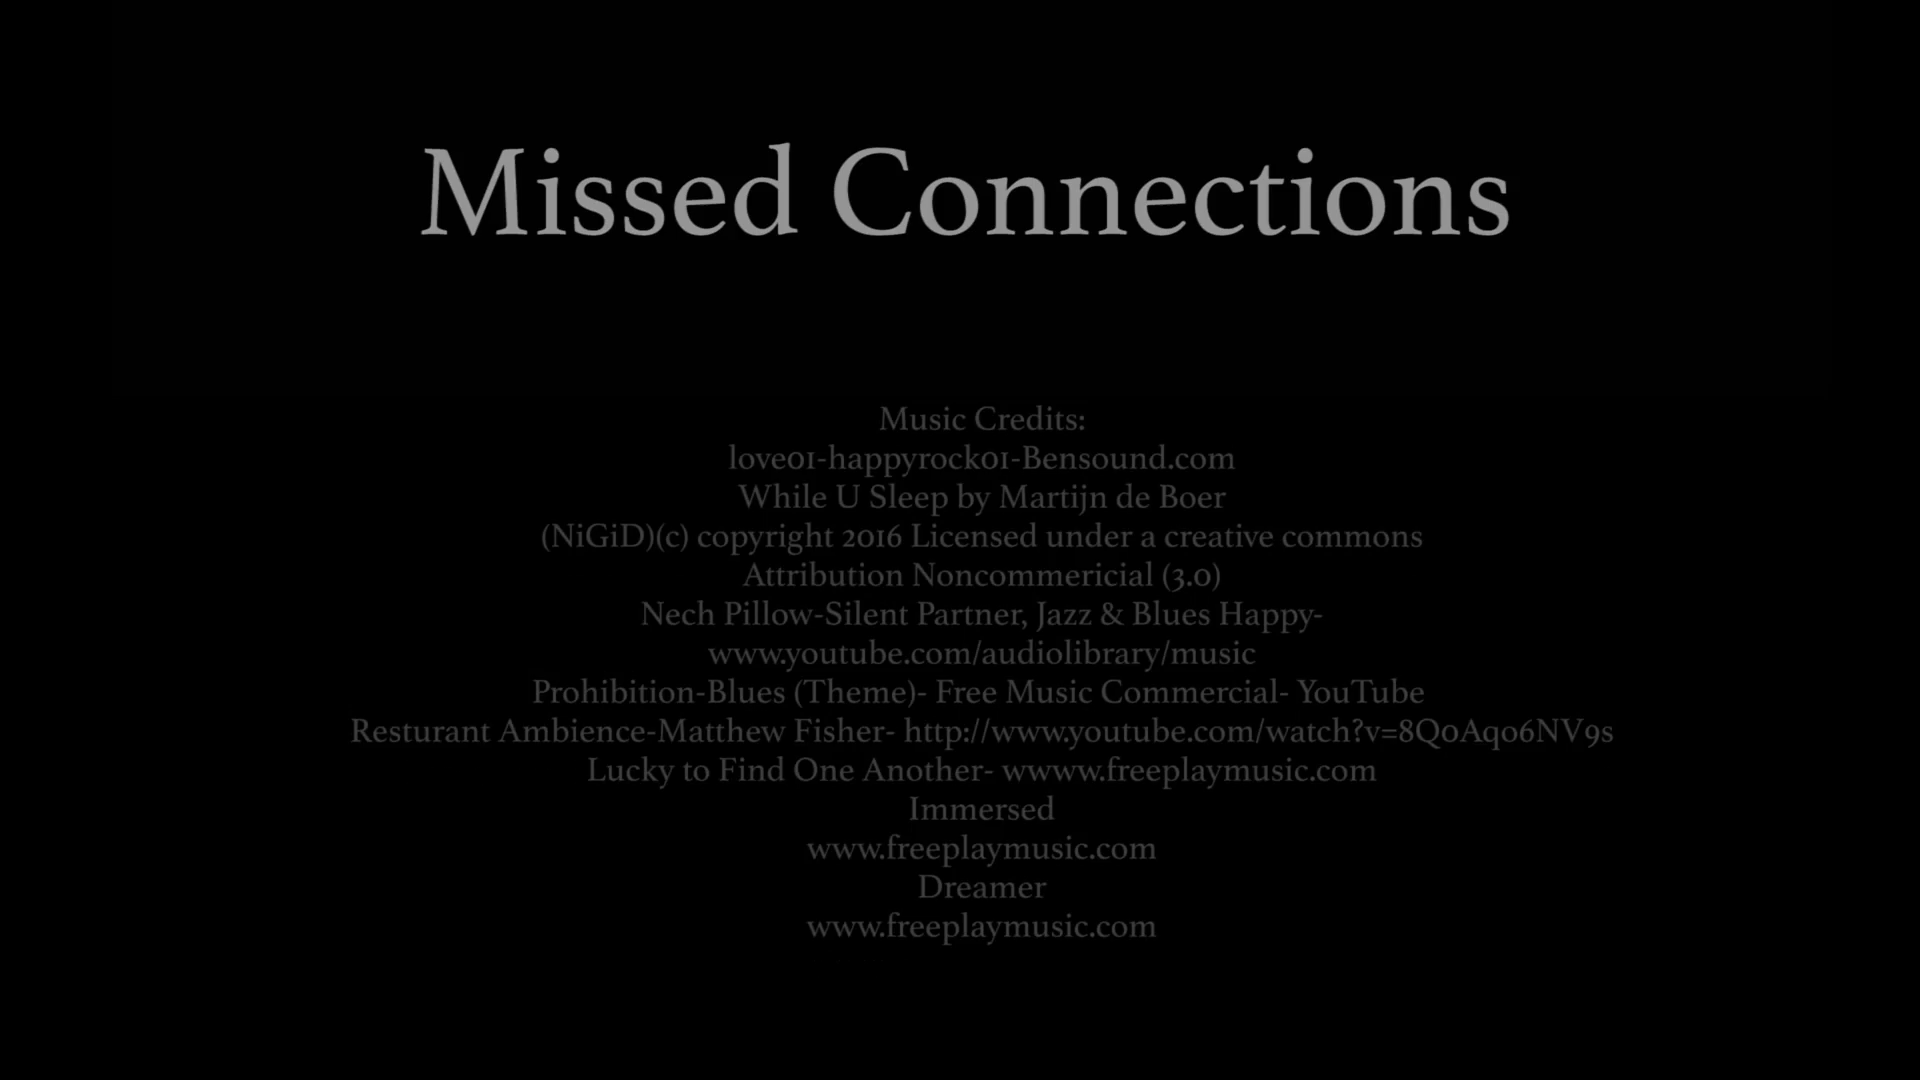 Missed Connections
Music Credits:
love01-happyrock01-Bensound.com
While U Sleep by Martijn de Boer
(NiGiD)(c) copyright 2016 Licensed under a creative commons
Attribution Noncommericial (3.0)
Nech Pillow-Silent Partner, Jazz & Blues Happy-
www.youtube.com/audiolibrary/music
Prohibition-Blues (Theme)- Free Music Commercial- YouTube
Resturant Ambience-Matthew Fisher- http://www.youtube.com/watch?v=8Q0Aqo6NV9s
Lucky to Find One Another- wwww.freeplaymusic.com
Immersed
www.freeplaymusic.com
Dreamer
www.freeplaymusic.com